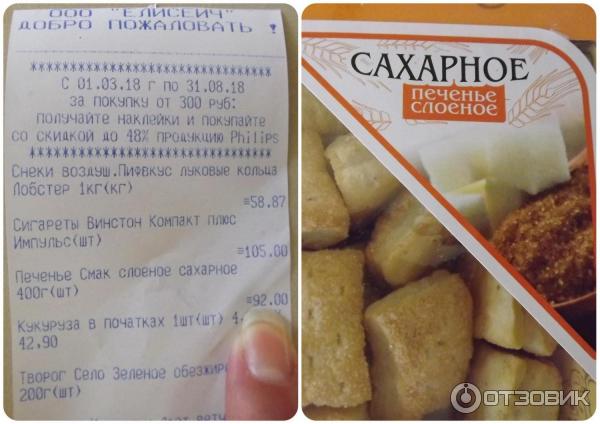 ООО "ЕЛИСЕИЧ"
ДОБРО ПОЖАЛОВАТЬ !
**********************************
С 01.03.18 г по 31.08.18
за покупку от 300 руб:
получайте наклейки и покупайте
со скидкой до 48% продукцию Philips
**********************************
Снеки воздуш.Пифвкус луковые кольца
Лобстер 1кг(кг)
=58.87
Сигареты Винстон Компакт плюс
Импульс(шт)
=105.00
Печенье Смак слоеное сахарное
400г(шт)
=92.00
Кукуруза в початках 1шт(шт)
42.90
Творог Село Зеленое
200г(шт)
САХАРНОЕ
ПЕЧЕНЬЕ
СЛОЕНОЕ
ОТЗОВИК